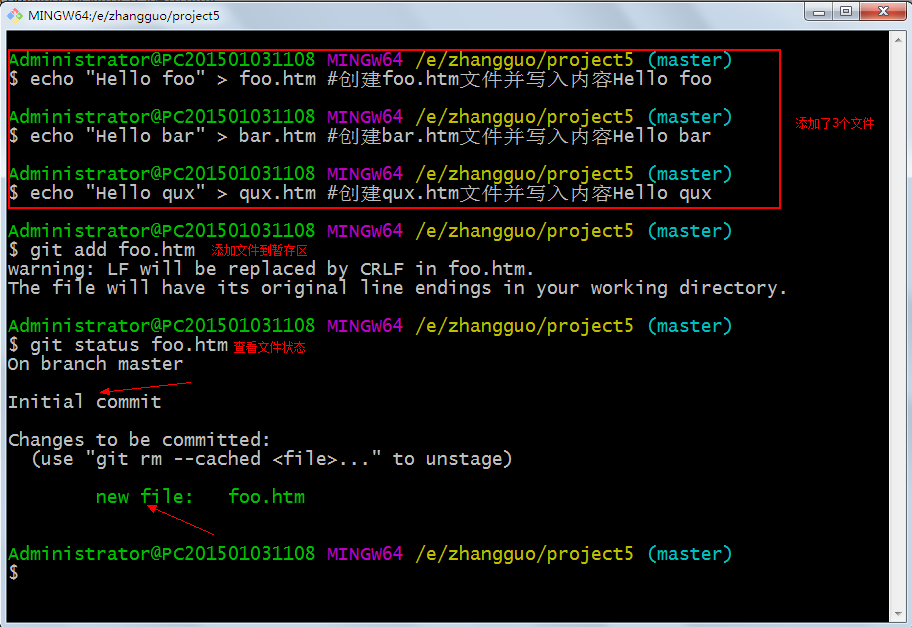 MINGW64:/e/zhangguo/project5
Administrator@PC201501031108 MINGW64 /e/zhangguo/project5 (master)
$ echo "Hello foo" > foo.htm #创建foo.htm文件并写入内容Hello foo
Administrator@PC201501031108 MINGW64 /e/zhangguo/project5 (master)
$ echo "Hello bar" > bar.htm #创建bar.htm文件并写入内容Hello bar
添加了3个文件
Administrator@PC201501031108 MINGW64 /e/zhangguo/project5 (master)
$ echo "Hello qux" > qux.htm #创建qux.htm文件并写入内容Hello qux
Administrator@PC201501031108 MINGW64 /e/zhangguo/project5 (master)
$ git add foo.htm 添加文件到暂存区
warning: LF will be replaced by CRLF in foo.htm.
The file will have its original line endings in your working directory.
Administrator@PC201501031108 MINGW64 /e/zhangguo/project5 (master)
$ git status foo.htm 查看文件状态
On branch master
Initial commit
Changes to be committed:
(use "git rm --cached <file>..." to unstage)
new file: foo.htm
Administrator@PC201501031108 MINGW64 /e/zhangguo/project5 (master)
$